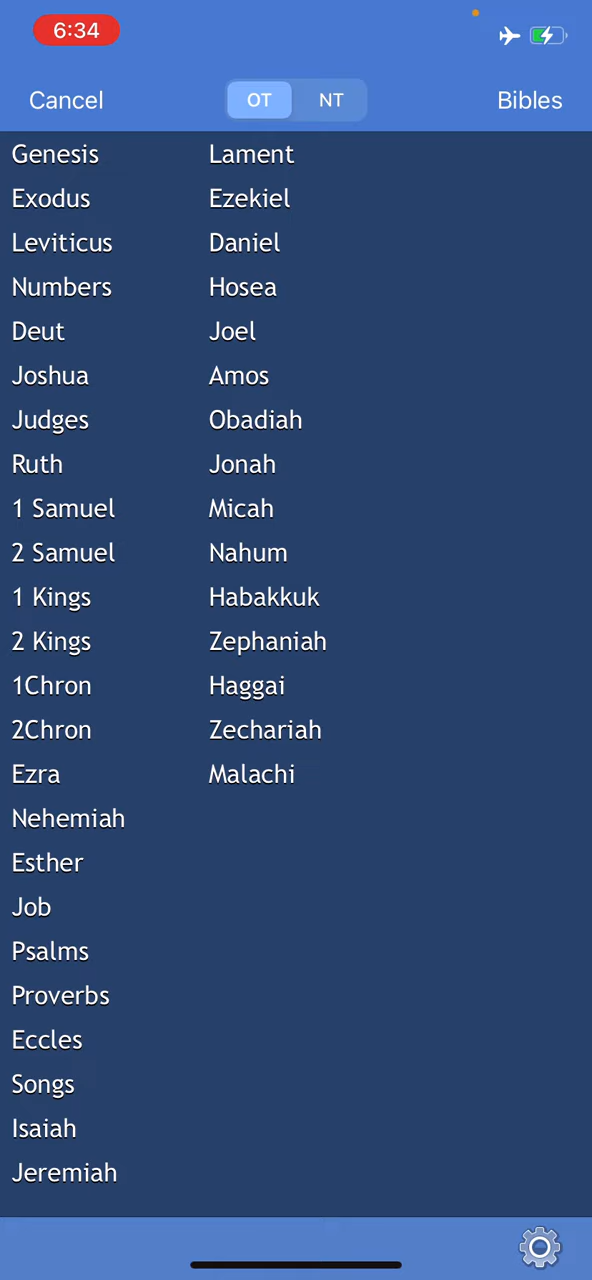 6:34
Cancel
OT
NT
Bibles
Genesis
Exodus
Leviticus
Numbers
Deut
Joshua
Judges
Ruth
1 Samuel
2 Samuel
1 Kings
2 Kings
1Chron
2Chron
Ezra
Nehemiah
Esther
Job
Psalms
Proverbs
Eccles
Songs
Isaiah
Jeremiah
Lament
Ezekiel
Daniel
Hosea
Joel
Amos
Obadiah
Jonah
Micah
Nahum
Habakkuk
Zephaniah
Haggai
Zechariah
Malachi